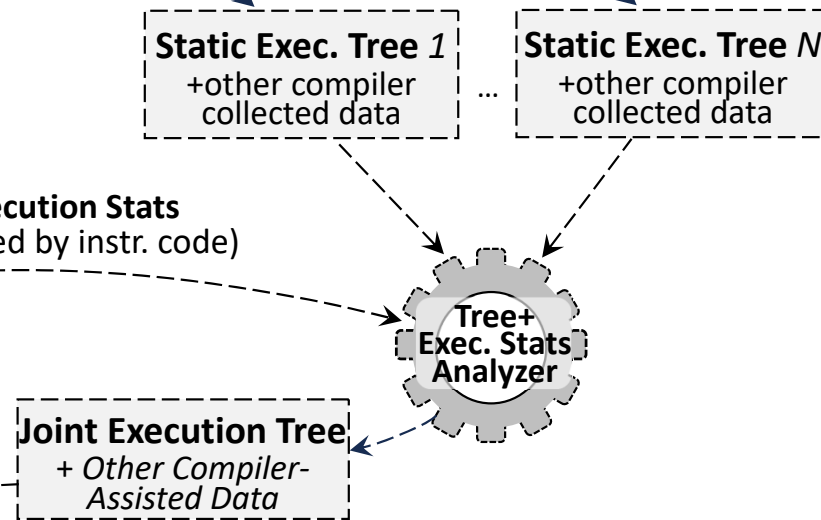 Static Exec. Tree 1
+other compiler
collected data
...
Static Exec. Tree N
+other compiler
collected data
ecution Stats
ed by instr. code)
Tree+
Exec. Stats
Analyzer
Joint Execution Tree
+ Other Compiler-
Assisted Data